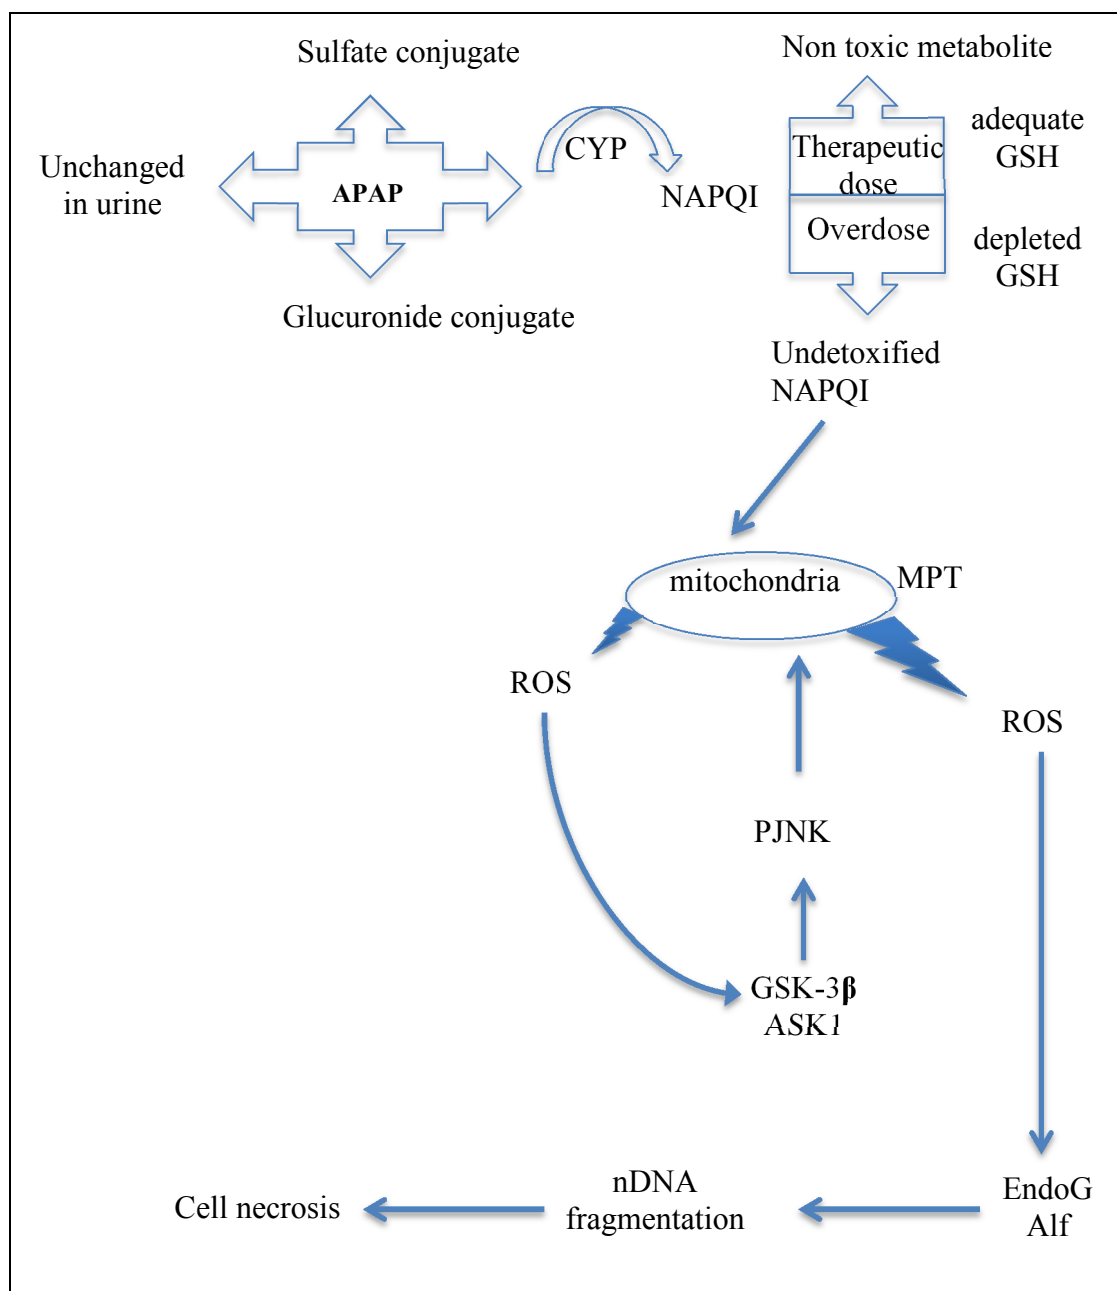 Sulfate conjugate
Non toxic metabolite
Unchanged
in urine
APAP
CYP
NAPQI
Therapeutic
dose
adequate
GSH
Overdose
depleted
GSH
Glucuronide conjugate
Undetoxified
NAPQI
mitochondria
MPT
ROS
ROS
PJNK
GSK-3β
ASK1
EndoG
Alf
nDNA
fragmentation
Cell necrosis